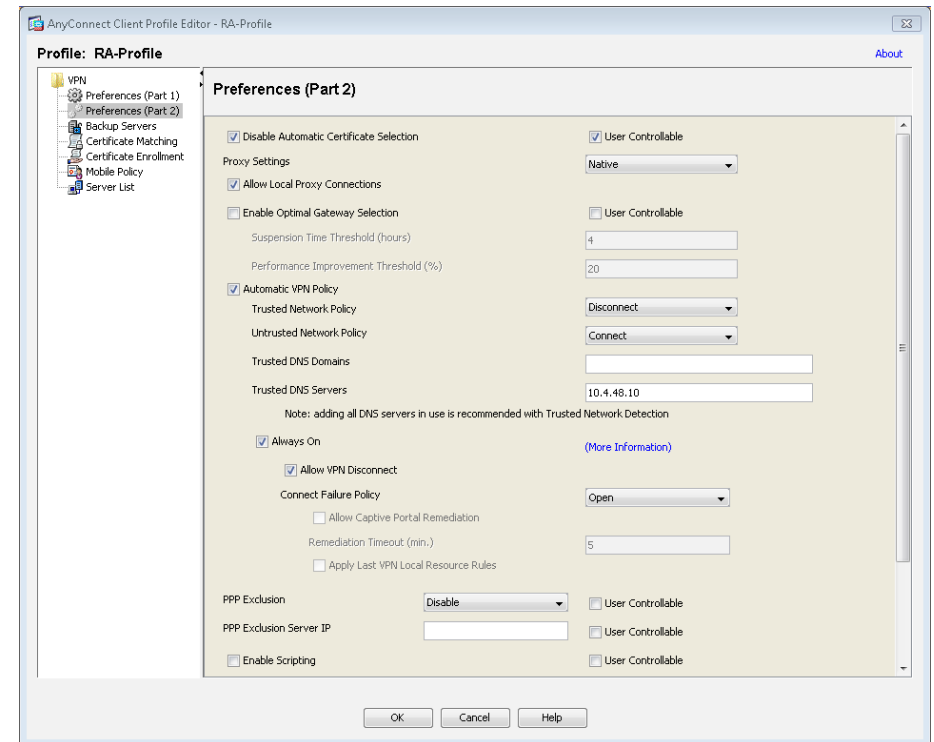 AnyConnect Client Profile Editor - RA-Profile
Profile: RA-Profile
About
VPN
Preferences (Part 1)
Preferences (Part 2)
Backup Servers
Certificate Matching
Certificate Enrollment
Mobile Policy
Server List
Preferences (Part 2)
Disable Automatic Certificate Selection User Controllable
Proxy Settings Native
Allow Local Proxy Connections
Enable Optimal Gateway Selection User Controllable
Suspension Time Threshold (hours) 4
Performance Improvement Threshold (%) 20
Automatic VPN Policy
Trusted Network Policy Disconnect
Untrusted Network Policy Connect
Trusted DNS Domains
Trusted DNS Servers 10.4.48.10
Note: adding all DNS servers in use is recommended with Trusted Network Detection
Always On (More Information)
Allow VPN Disconnect
Connect Failure Policy Open
Allow Captive Portal Remediation
Remediation Timeout (min.) 5
Apply Last VPN Local Resource Rules
PPP Exclusion Disable User Controllable
PPP Exclusion Server IP User Controllable
Enable Scripting User Controllable
OK Cancel Help